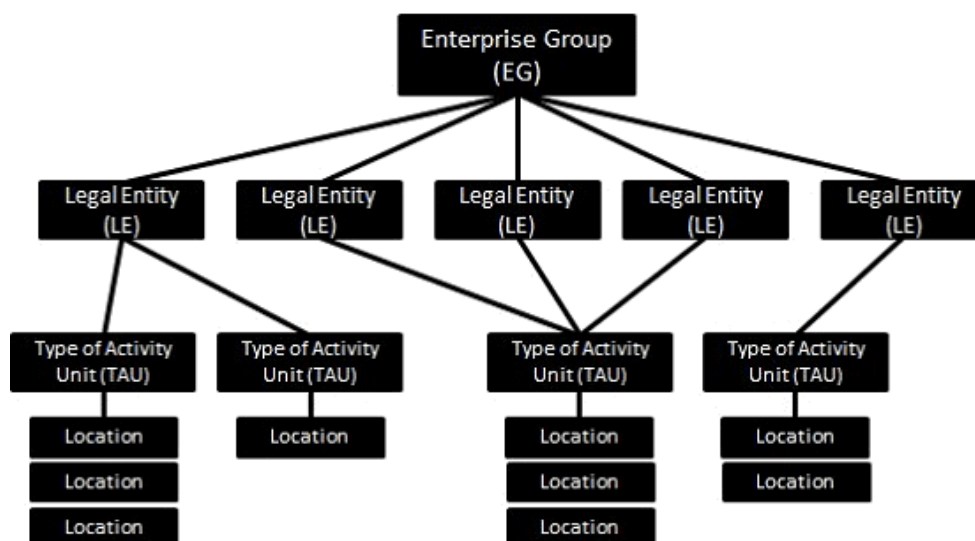 Enterprise Group
(EG)
Legal Entity
(LE)
Legal Entity
(LE)
Legal Entity
(LE)
Legal Entity
(LE)
Legal Entity
(LE)
Type of Activity
Unit (TAU)
Type of Activity
Unit (TAU)
Type of Activity
Unit (TAU)
Type of Activity
Unit (TAU)
Location
Location
Location
Location
Location
Location
Location
Location
Location